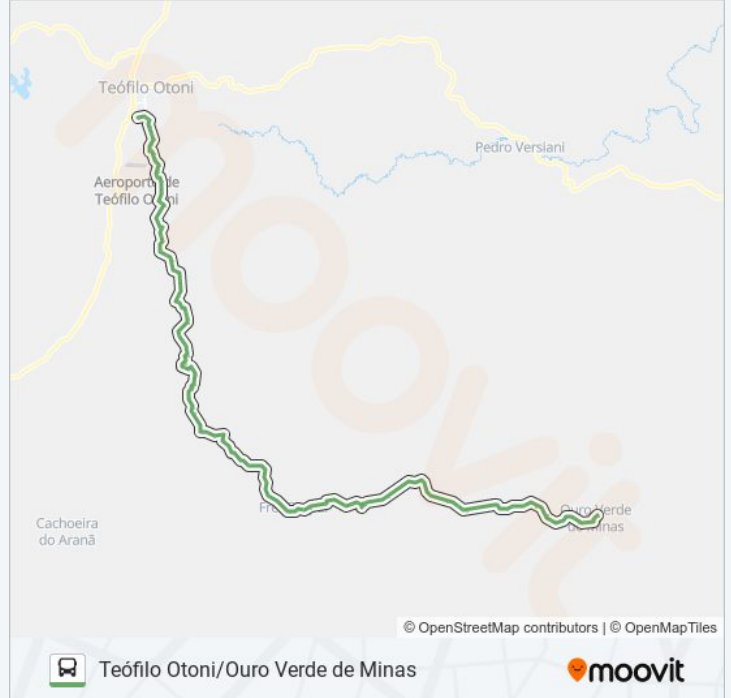 Teófilo Otoni
Pedro Versiani
Aeroporto de
Teófilo Otoni
Cachoeira
do Aranã
Ouro Verde
de Minas
moovit
© OpenStreetMap contributors | © OpenMapTiles
Teófilo Otoni/Ouro Verde de Minas
moovit